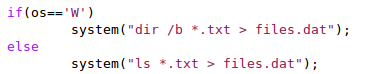 if(os=='W')
        system("dir /b *.txt > files.dat");
else
        system("ls *.txt > files.dat");